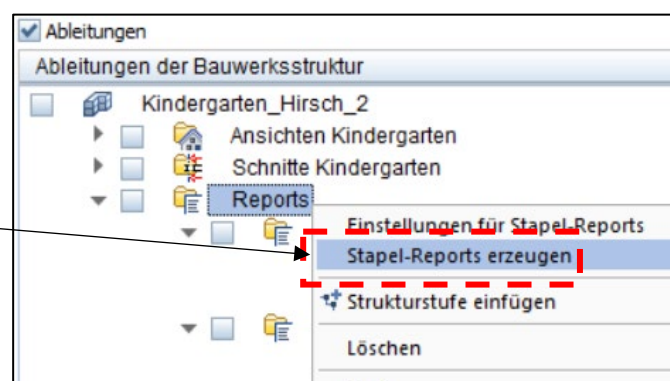 Ableitungen
Ableitungen der Bauwerksstruktur
Kindergarten_Hirsch_2
Ansichten Kindergarten
Schnitte Kindergarten
Reports
Einstellungen für Stapel-Reports
Stapel-Reports erzeugen
Strukturstufe einfügen
Löschen